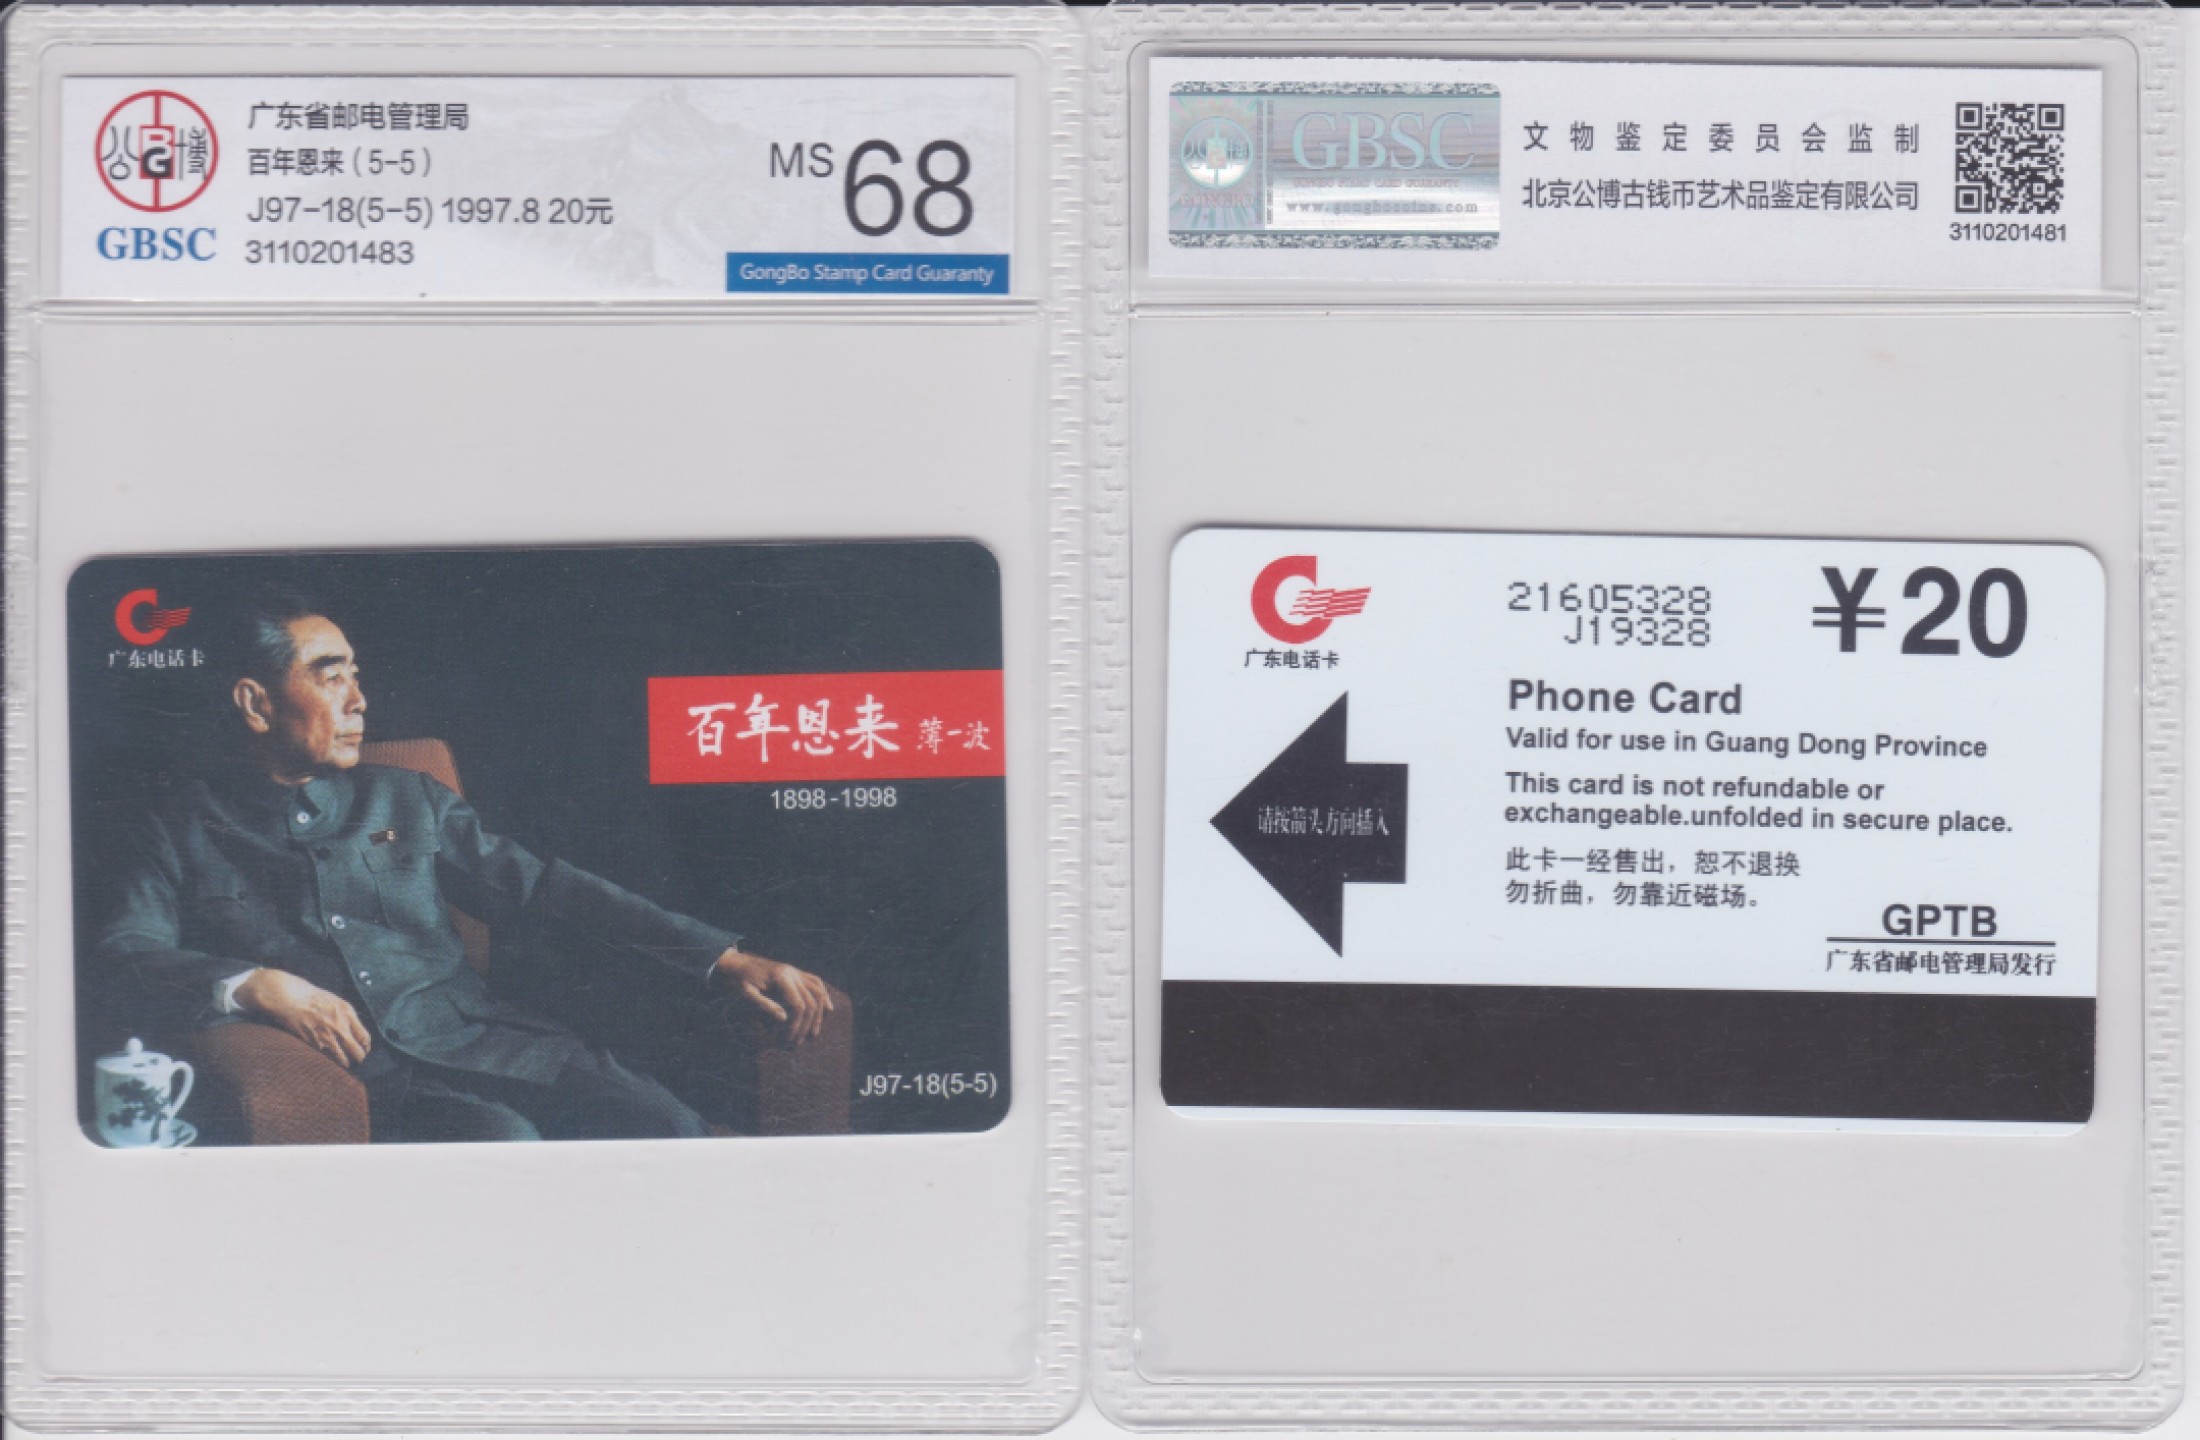 广东省邮电管理局
百年恩来（5-5）
J97-18(5-5) 1997.8 20元
3110201483
GBSC
MS 68
GongBo Stamp Card Guaranty
广东电话卡
百年恩来 薄一波
1898-1998
J97-18(5-5)
GBSC
www.gongbocoins.com
文物鉴定委员会监制
北京公博古钱币艺术品鉴定有限公司
3110201481
广东电话卡
21605328
J19328
¥20
Phone Card
Valid for use in Guang Dong Province
This card is not refundable or
exchangeable.unfolded in secure place.
请按箭头方向插入
此卡一经售出，恕不退换
勿折曲，勿靠近磁场。
GPTB
广东省邮电管理局发行